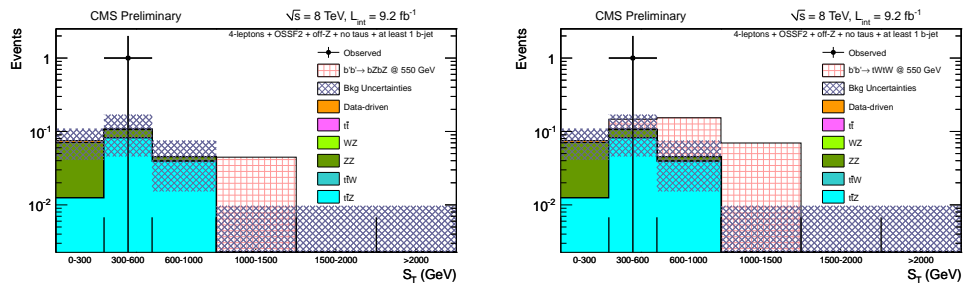 CMS Preliminary
√s = 8 TeV, L_int = 9.2 fb⁻¹
4-leptons + OSSF2 + off-Z + no taus + at least 1 b-jet
Events
Observed
b'b'→ bZbZ @ 550 GeV
Bkg Uncertainties
Data-driven
tt̄
WZ
ZZ
tt̄W
tt̄Z
1
10⁻¹
10⁻²
0-300 300-600 600-1000 1000-1500 1500-2000 >2000
S_T (GeV)
CMS Preliminary
√s = 8 TeV, L_int = 9.2 fb⁻¹
4-leptons + OSSF2 + off-Z + no taus + at least 1 b-jet
Events
Observed
b'b'→ tWtW @ 550 GeV
Bkg Uncertainties
Data-driven
tt̄
WZ
ZZ
tt̄W
tt̄Z
1
10⁻¹
10⁻²
0-300 300-600 600-1000 1000-1500 1500-2000 >2000
S_T (GeV)